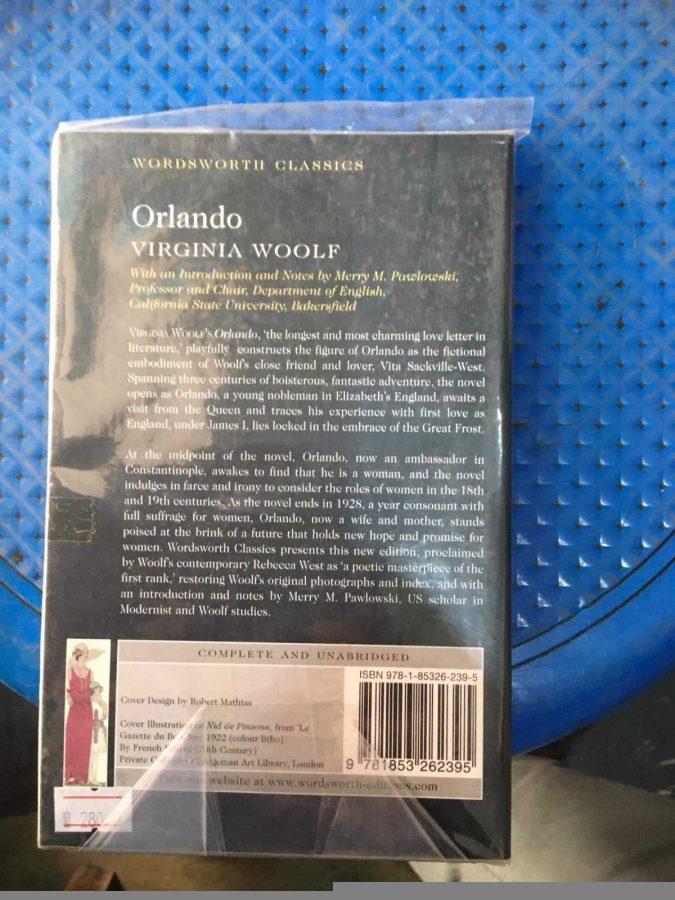 WORDSWORTH CLASSICS
Orlando
VIRGINIA WOOLF
With an Introduction and Notes by Merry M. Pawlowski,
Professor and Chair, Department of English,
California State University, Bakersfield
VIRGINIA WOOLF'S Orlando, 'the longest and most charming love letter in
literature,' playfully constructs the figure of Orlando as the fictional
embodiment of Woolf's close friend and lover, Vita Sackville-West.
Spanning three centuries of boisterous, fantastic adventure, the novel
opens as Orlando, a young nobleman in Elizabeth's England, awaits a
visit from the Queen and traces his experience with first love as
England, under James I, lies locked in the embrace of the Great Frost.
At the midpoint of the novel, Orlando, now an ambassador in
Constantinople, awakes to find that he is a woman, and the novel
indulges in farce and irony to consider the roles of women in the 18th
and 19th centuries. As the novel ends in 1928, a year consonant with
full suffrage for women, Orlando, now a wife and mother, stands
poised at the brink of a future that holds new hope and promise for
women. Wordsworth Classics presents this new edition, proclaimed
by Woolf's contemporary Rebecca West as 'a poetic masterpiece of the
first rank,' restoring Woolf's original photographs and index, and with
an introduction and notes by Merry M. Pawlowski, US scholar in
Modernist and Woolf studies.
COMPLETE AND UNABRIDGED
ISBN 978-1-85326-239-5
Cover Design by Robert Mathias
Cover Illustration Nid de Pinsons, from 'Le
Gazette du 1922 (colour litho)
By French (20th Century)
Private Art Library, London
9 781853 262395
website at www.wordsworth-editions.com
280